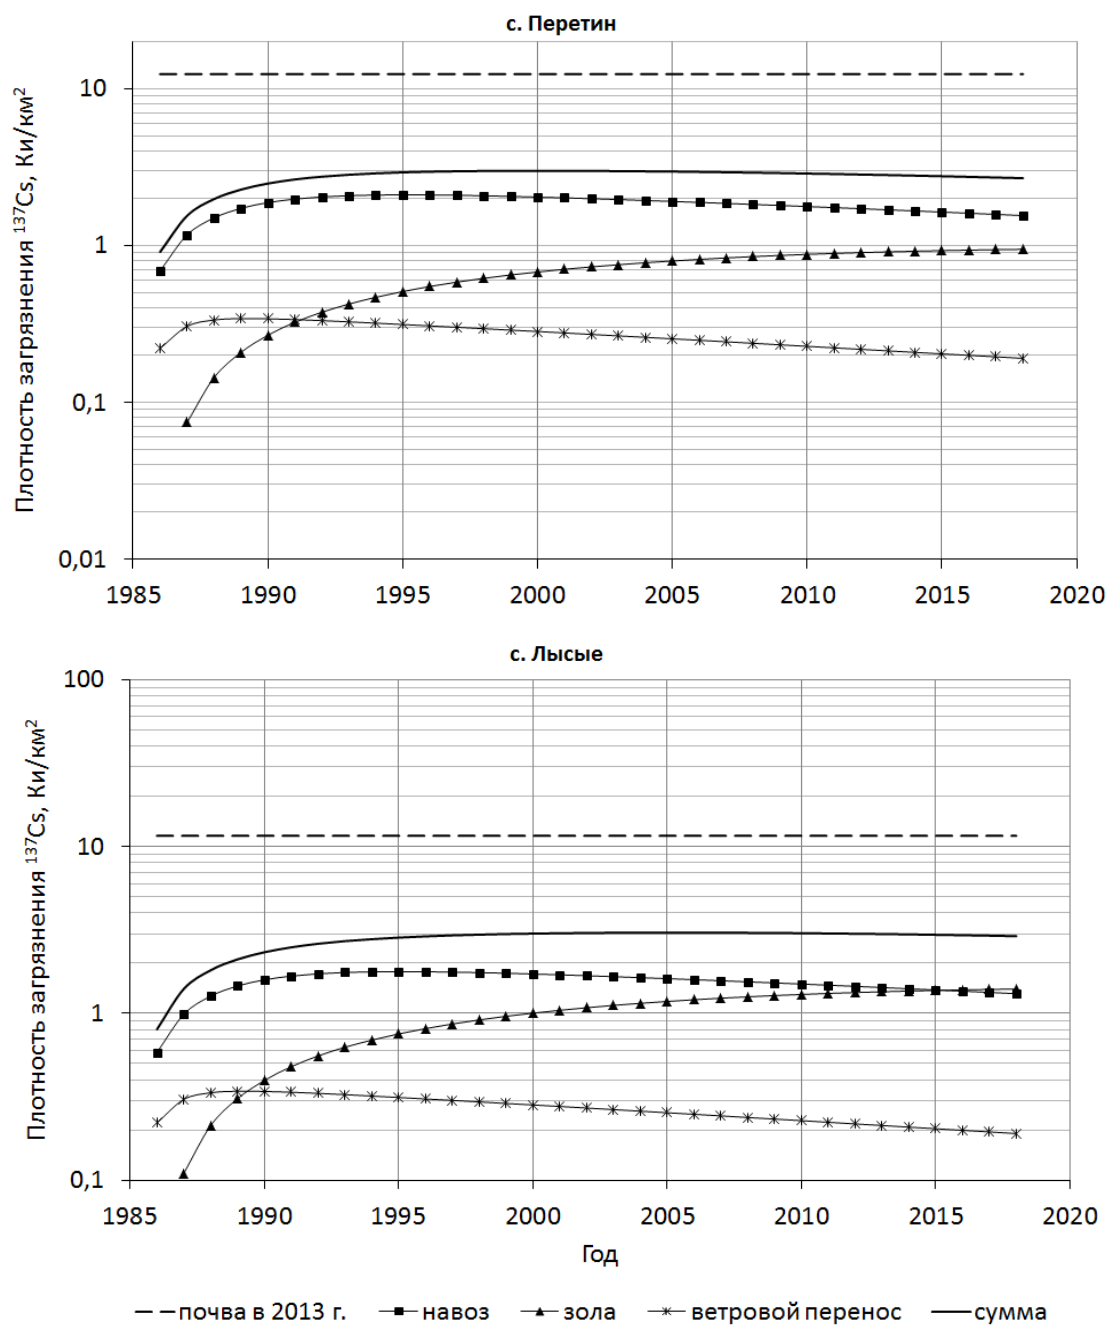 с. Перетин
Плотность загрязнения ¹³⁷Cs, Ки/км²
10
1
0,1
0,01
1985 1990 1995 2000 2005 2010 2015 2020
с. Лысые
Плотность загрязнения ¹³⁷Cs, Ки/км²
100
10
1
0,1
1985 1990 1995 2000 2005 2010 2015 2020
Год
почва в 2013 г. навоз зола ветровой перенос сумма